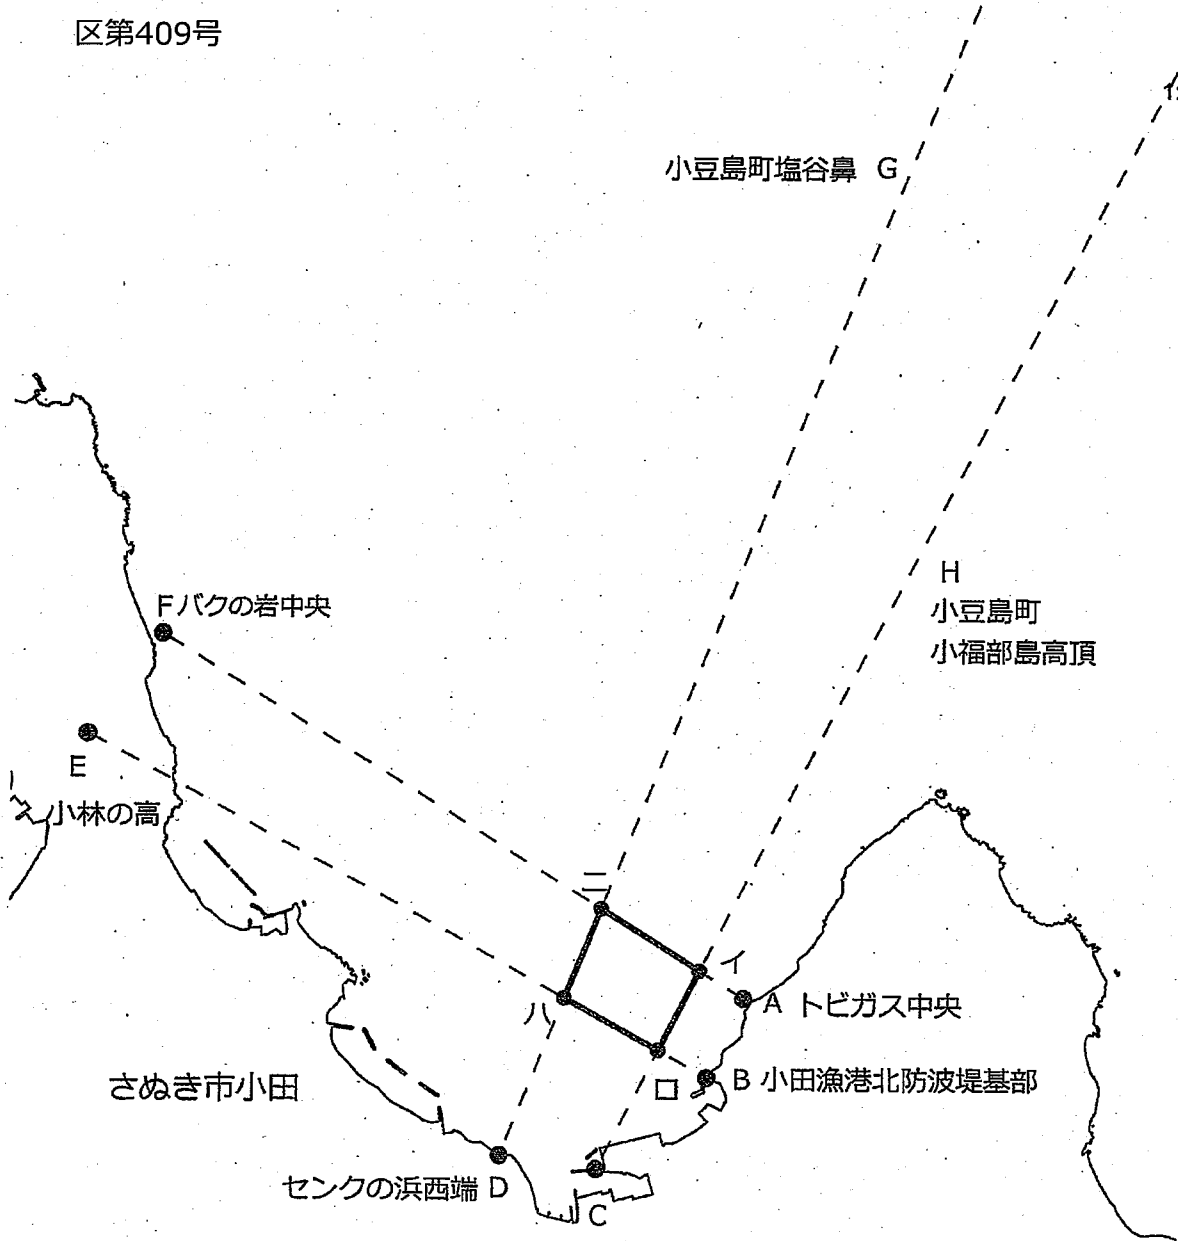 区第409号
小豆島町塩谷鼻 G
H
小豆島町
小福部島高頂
Fバクの岩中央
E
小林の高
ニ
イ
ハ
ロ
A トビガス中央
B 小田漁港北防波堤基部
さぬき市小田
センクの浜西端 D
C